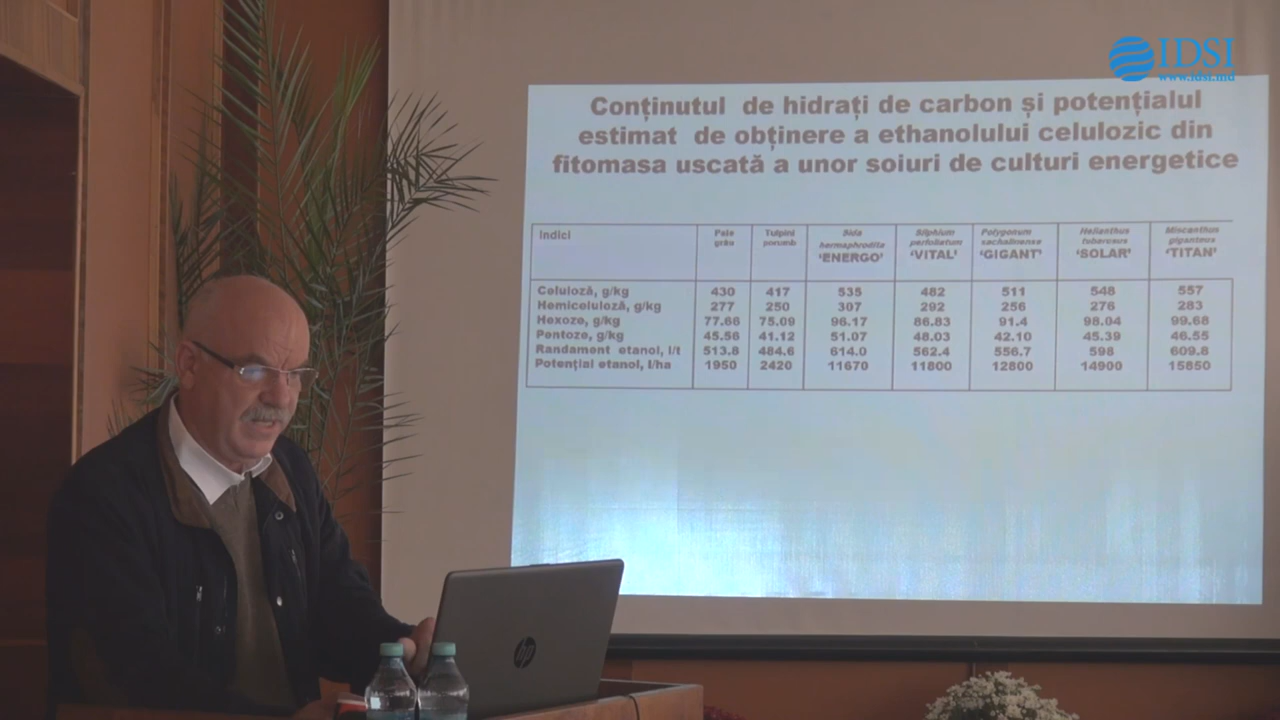 IDSI
www.idsi.md
Conținutul de hidrați de carbon și potențialul
estimat de obținere a ethanolului celulozic din
fitomasa uscată a unor soiuri de culturi energetice
Indici
Paie grâu
Tulpini porumb
Sida hermaphrodita 'ENERGO'
Silphium perfoliatum 'VITAL'
Polygonum sachalinense 'GIGANT'
Helianthus tuberosus 'SOLAR'
Miscanthus giganteus 'TITAN'
Celuloză, g/kg 430 417 535 482 511 548 557
Hemiceluloză, g/kg 277 250 307 292 256 276 283
Hexoze, g/kg 77.66 75.09 96.17 86.83 91.4 98.04 99.68
Pentoze, g/kg 45.56 41.12 51.07 48.03 42.10 45.39 46.55
Randament etanol, l/t 513.8 484.6 614.0 562.4 556.7 598 609.8
Potențial etanol, l/ha 1950 2420 11670 11800 12800 14900 15850
hp